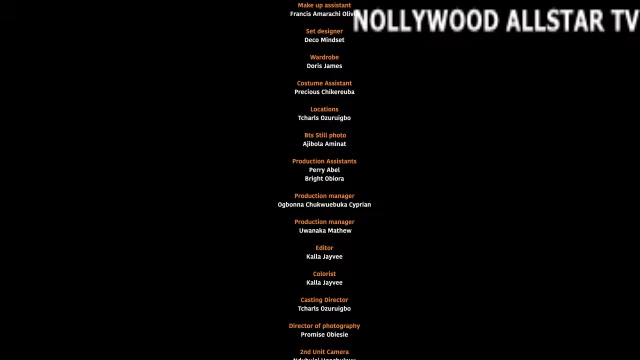 Make up assistant
Francis Amarachi
NOLLYWOOD ALLSTAR TV
Set designer
Deco Mindset
Wardrobe
Doris James
Costume Assistant
Precious Chikereuba
Locations
Tcharls Ozuruigbo
Bts Still photo
Ajibola Aminat
Production Assistants
Perry Abel
Bright Obiora
Production manager
Ogbonna Chukwuebuka Cyprian
Production manager
Uwanaka Mathew
Editor
Kalla Jayvee
Colorist
Kalla Jayvee
Casting Director
Tcharls Ozuruigbo
Director of photography
Promise Obiesie
2nd Unit Camera